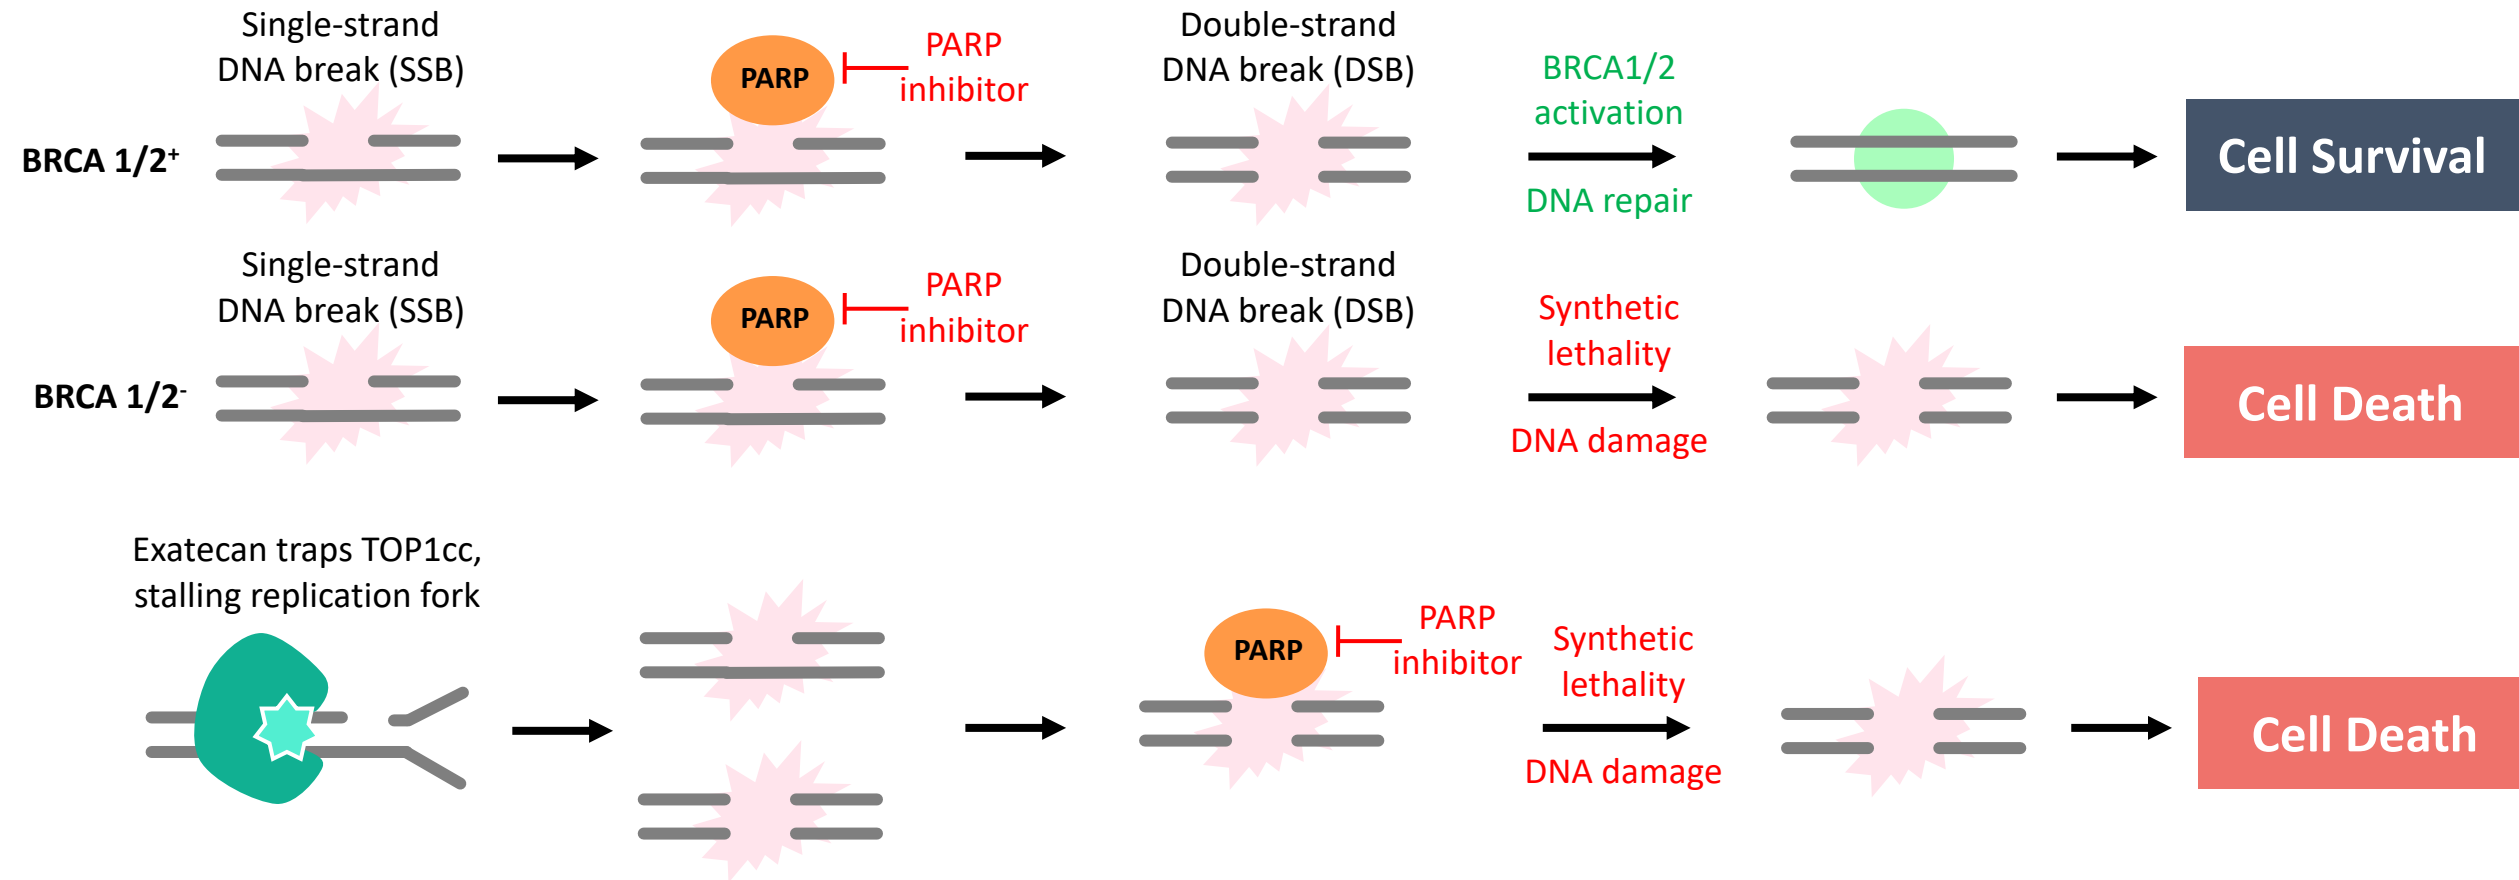 Single-strand
DNA break (SSB)
PARP
PARP
inhibitor
Double-strand
DNA break (DSB)
BRCA1/2
activation
DNA repair
BRCA 1/2⁺
Cell Survival
Single-strand
DNA break (SSB)
PARP
PARP
inhibitor
Double-strand
DNA break (DSB)
Synthetic
lethality
DNA damage
BRCA 1/2⁻
Cell Death
Exatecan traps TOP1cc,
stalling replication fork
PARP
PARP
inhibitor
Synthetic
lethality
DNA damage
Cell Death